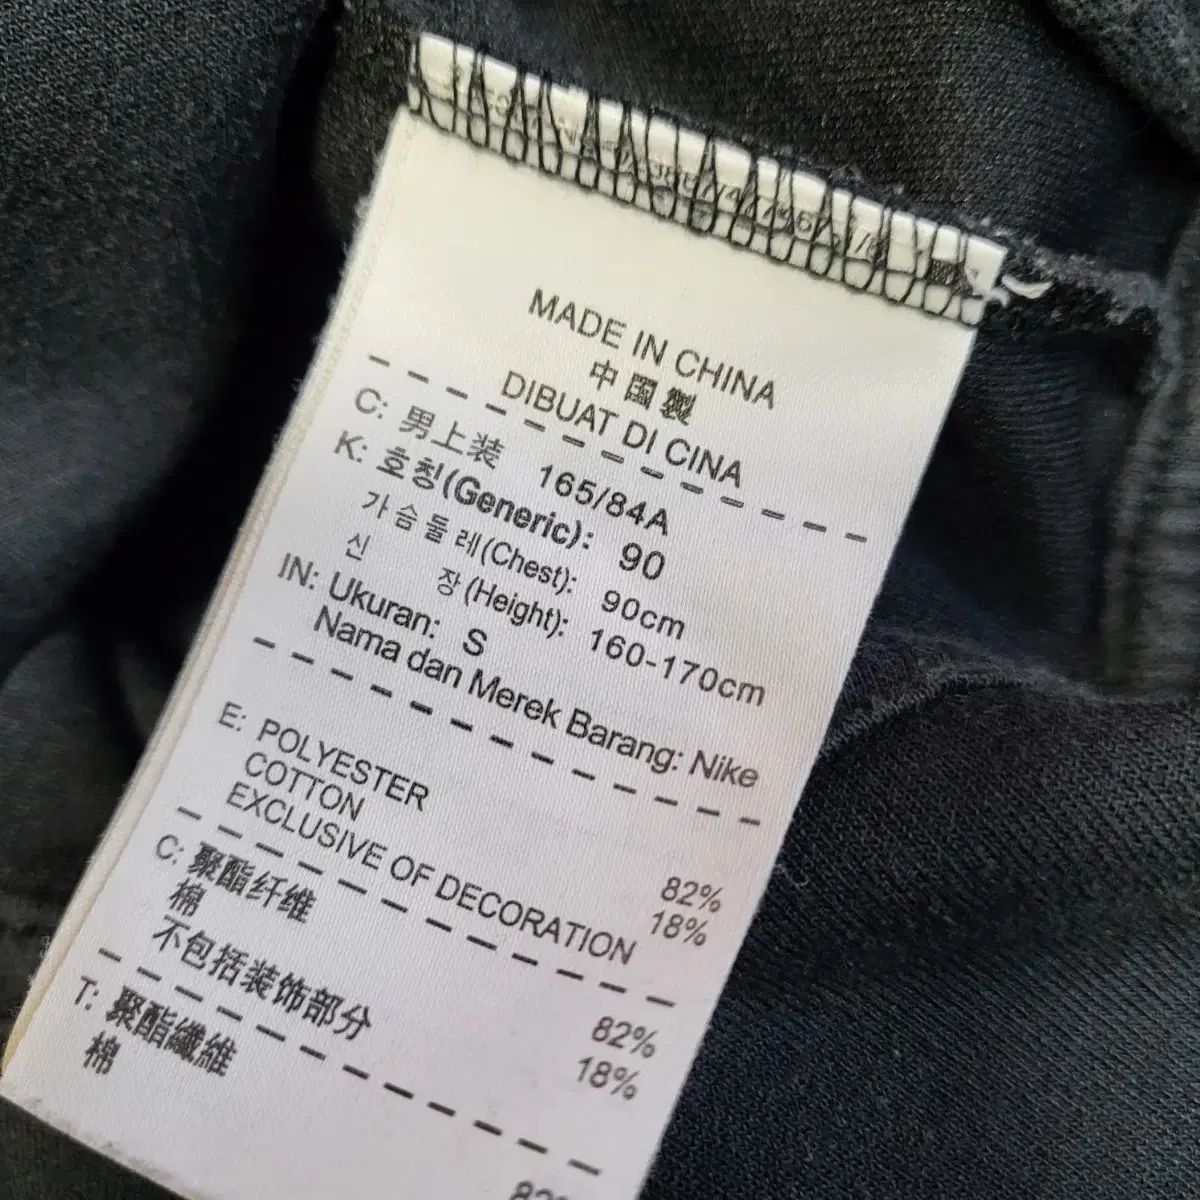 MADE IN CHINA
中国製
DIBUAT DI CINA
C: 男上装 165/84A
K: 호칭(Generic): 90
가슴둘레(Chest): 90cm
신 장(Height): 160-170cm
IN: Ukuran: S
Nama dan Merek Barang: Nike
E: POLYESTER 82%
COTTON 18%
EXCLUSIVE OF DECORATION
C: 聚酯纤维 82%
棉 18%
不包括装饰部分
T: 聚酯纖維
棉